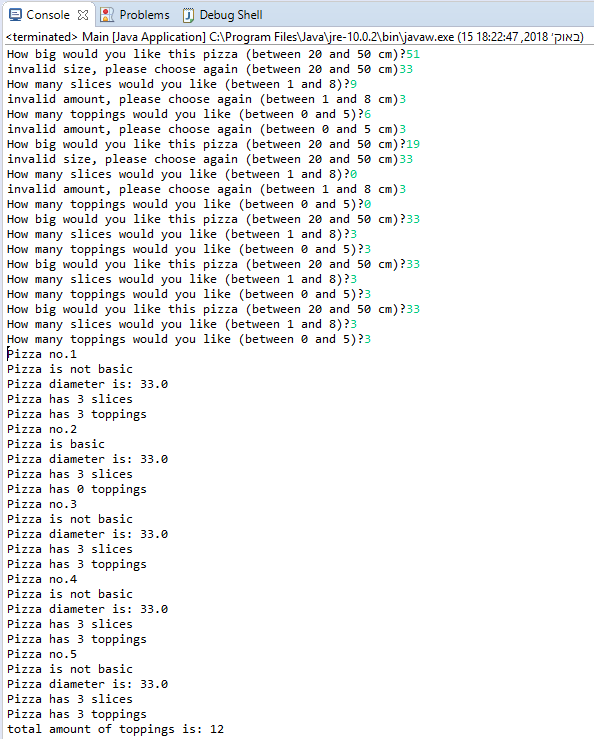 Console Problems Debug Shell
<terminated> Main [Java Application] C:\Program Files\Java\jre-10.0.2\bin\javaw.exe (15 באוק׳ 2018, 18:22:47)
How big would you like this pizza (between 20 and 50 cm)?51
invalid size, please choose again (between 20 and 50 cm)33
How many slices would you like (between 1 and 8)?9
invalid amount, please choose again (between 1 and 8 cm)3
How many toppings would you like (between 0 and 5)?6
invalid amount, please choose again (between 0 and 5 cm)3
How big would you like this pizza (between 20 and 50 cm)?19
invalid size, please choose again (between 20 and 50 cm)33
How many slices would you like (between 1 and 8)?0
invalid amount, please choose again (between 1 and 8 cm)3
How many toppings would you like (between 0 and 5)?0
How big would you like this pizza (between 20 and 50 cm)?33
How many slices would you like (between 1 and 8)?3
How many toppings would you like (between 0 and 5)?3
How big would you like this pizza (between 20 and 50 cm)?33
How many slices would you like (between 1 and 8)?3
How many toppings would you like (between 0 and 5)?3
How big would you like this pizza (between 20 and 50 cm)?33
How many slices would you like (between 1 and 8)?3
How many toppings would you like (between 0 and 5)?3
Pizza no.1
Pizza is not basic
Pizza diameter is: 33.0
Pizza has 3 slices
Pizza has 3 toppings
Pizza no.2
Pizza is basic
Pizza diameter is: 33.0
Pizza has 3 slices
Pizza has 0 toppings
Pizza no.3
Pizza is not basic
Pizza diameter is: 33.0
Pizza has 3 slices
Pizza has 3 toppings
Pizza no.4
Pizza is not basic
Pizza diameter is: 33.0
Pizza has 3 slices
Pizza has 3 toppings
Pizza no.5
Pizza is not basic
Pizza diameter is: 33.0
Pizza has 3 slices
Pizza has 3 toppings
total amount of toppings is: 12